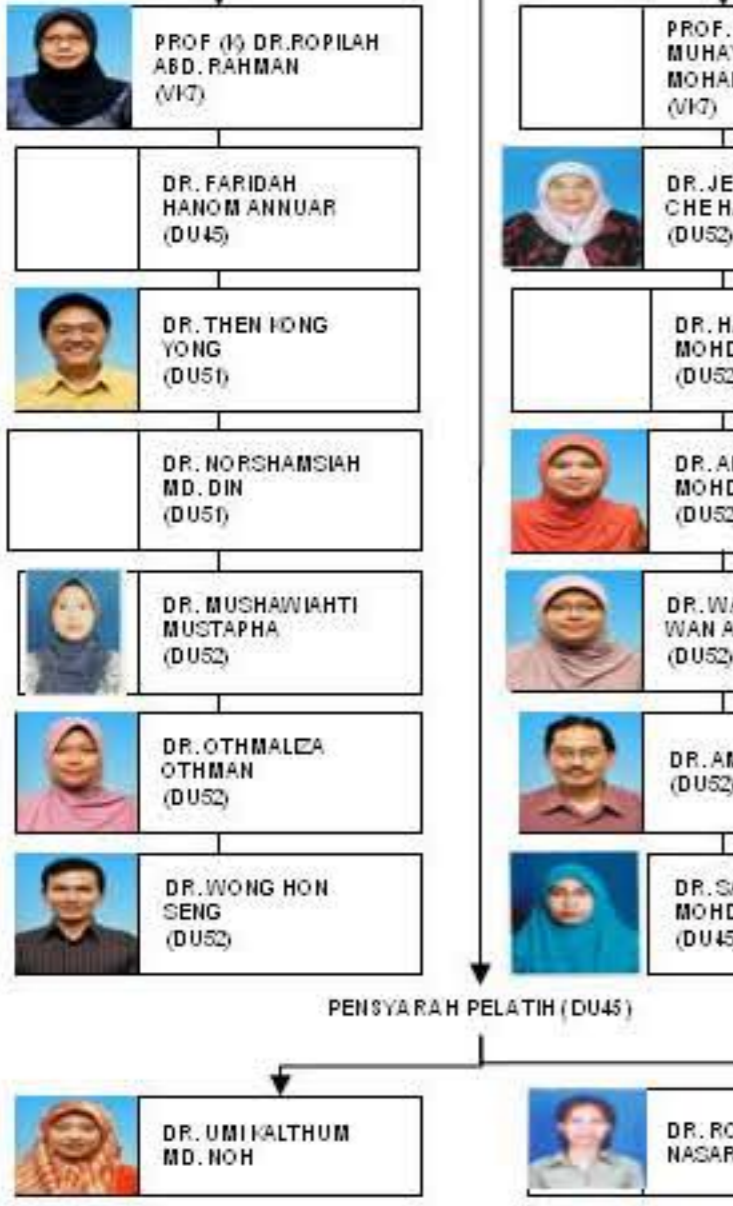 PROF (K) DR.ROPILAH
ABD. RAHMAN
(VK7)
DR. FARIDAH
HANOM ANNUAR
(DU45)
DR. THEN KONG
YONG
(DU51)
DR. NORSHAMSIAH
MD. DIN
(DU51)
DR. MUSHAWIAHTI
MUSTAPHA
(DU52)
DR. OTHMALIZA
OTHMAN
(DU52)
DR. WONG HON
SENG
(DU52)
PROF.
(VK7)
DR. JE
CHE H
(DU52)
DR. H
MOHD
(DU52
DR. A
MOHD
(DU52
DR. WA
WAN A
(DU52)
DR. AM
(DU52)
DR. SA
MOHD
(DU45
PENSYARAH PELATIH (DU45)
DR. UMI KALTHUM
MD. NOH
DR. RO
NASAR